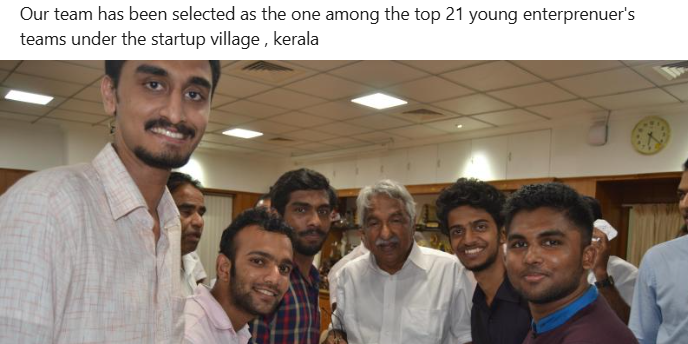 Our team has been selected as the one among the top 21 young enterprenuer's
teams under the startup village , kerala